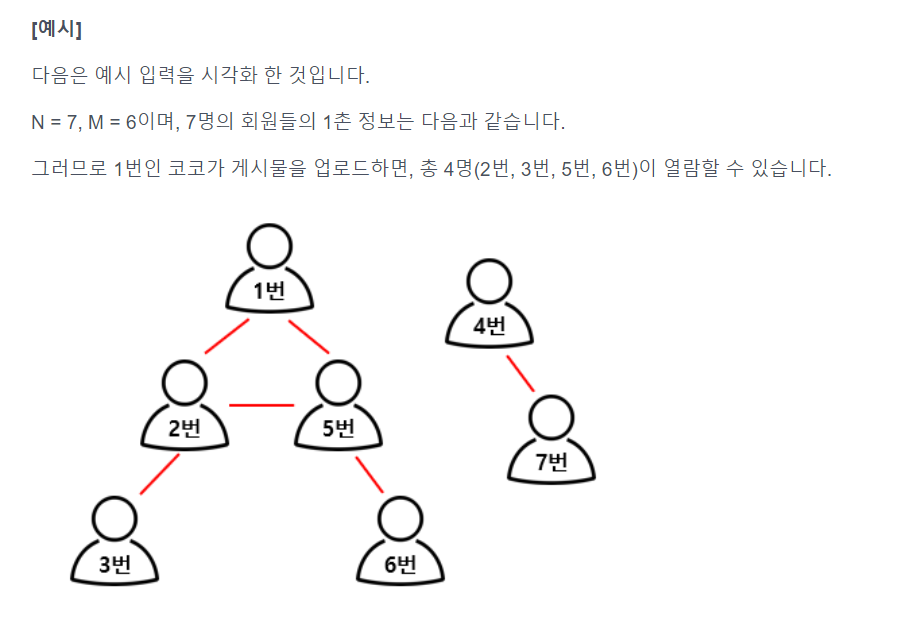 [예시]
다음은 예시 입력을 시각화 한 것입니다.
N = 7, M = 6이며, 7명의 회원들의 1촌 정보는 다음과 같습니다.
그러므로 1번인 코코가 게시물을 업로드하면, 총 4명(2번, 3번, 5번, 6번)이 열람할 수 있습니다.
1번
4번
2번
5번
7번
3번
6번